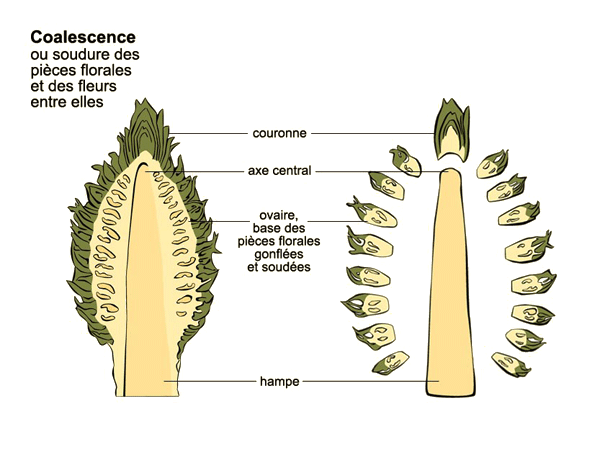 Coalescence
ou soudure des
pièces florales
et des fleurs
entre elles
couronne
axe central
ovaire,
base des
pièces florales
gonflées
et soudées
hampe